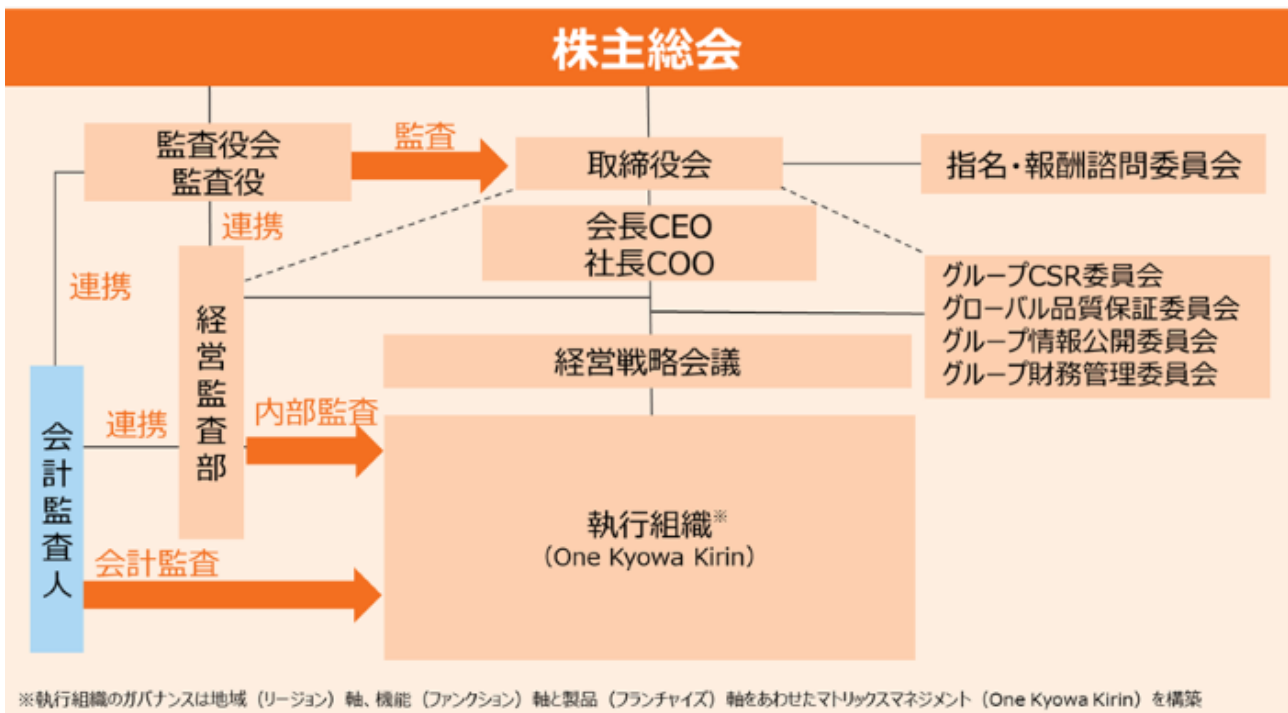 株主総会
監査役会
監査役
監査
取締役会
指名・報酬諮問委員会
連携
会長CEO
社長COO
連携
グループCSR委員会
グローバル品質保証委員会
グループ情報公開委員会
グループ財務管理委員会
経営監査部
経営戦略会議
会計監査人
連携
内部監査
執行組織※
（One Kyowa Kirin）
会計監査
※執行組織のガバナンスは地域（リージョン）軸、機能（ファンクション）軸と製品（フランチャイズ）軸をあわせたマトリックスマネジメント（One Kyowa Kirin）を構築